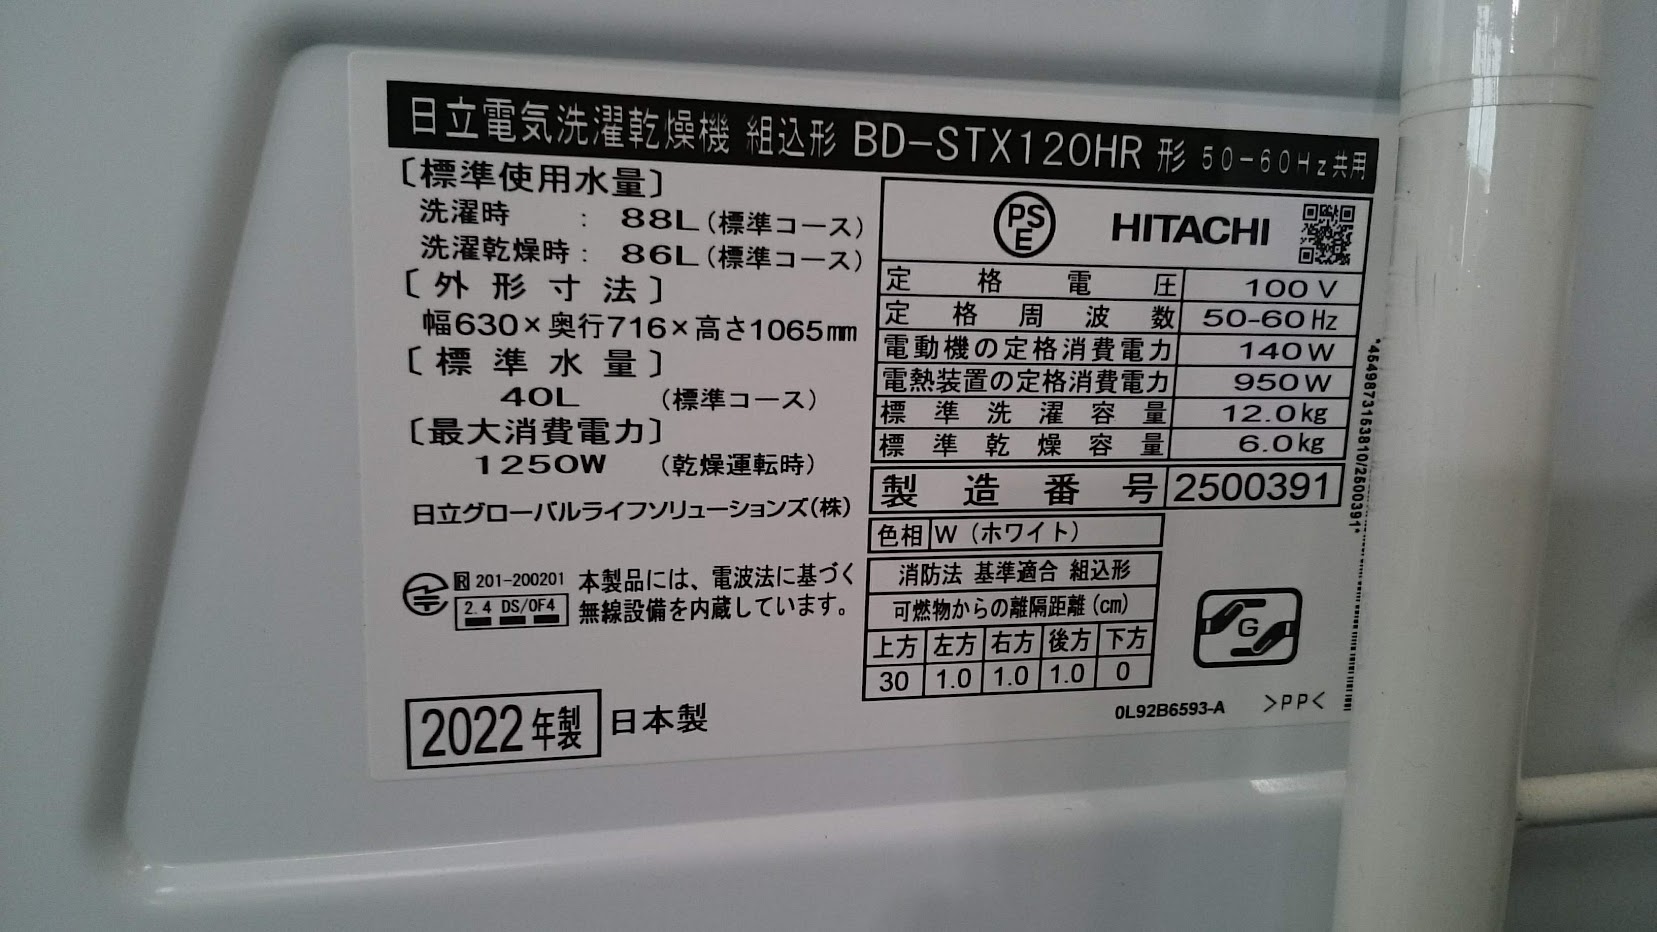 日立電気洗濯乾燥機 組込形 BD-STX120HR 形 50-60Hz共用
〔標準使用水量〕
洗濯時 : 88L(標準コース)
洗濯乾燥時: 86L(標準コース)
〔外形寸法〕
幅630×奥行716×高さ1065mm
〔標準水量〕
40L (標準コース)
〔最大消費電力〕
1250W (乾燥運転時)
日立グローバルライフソリューションズ(株)
R 201-200201
2.4 DS/OF4
本製品には、電波法に基づく
無線設備を内蔵しています。
2022年製 日本製
PSE HITACHI
定格電圧 100V
定格周波数 50-60Hz
電動機の定格消費電力 140W
電熱装置の定格消費電力 950W
標準洗濯容量 12.0kg
標準乾燥容量 6.0kg
製造番号 2500391
色相 W(ホワイト)
消防法 基準適合 組込形
可燃物からの離隔距離(cm)
上方 左方 右方 後方 下方
30 1.0 1.0 1.0 0
G
0L92B6593-A >PP<
*4549873153810/2500391*